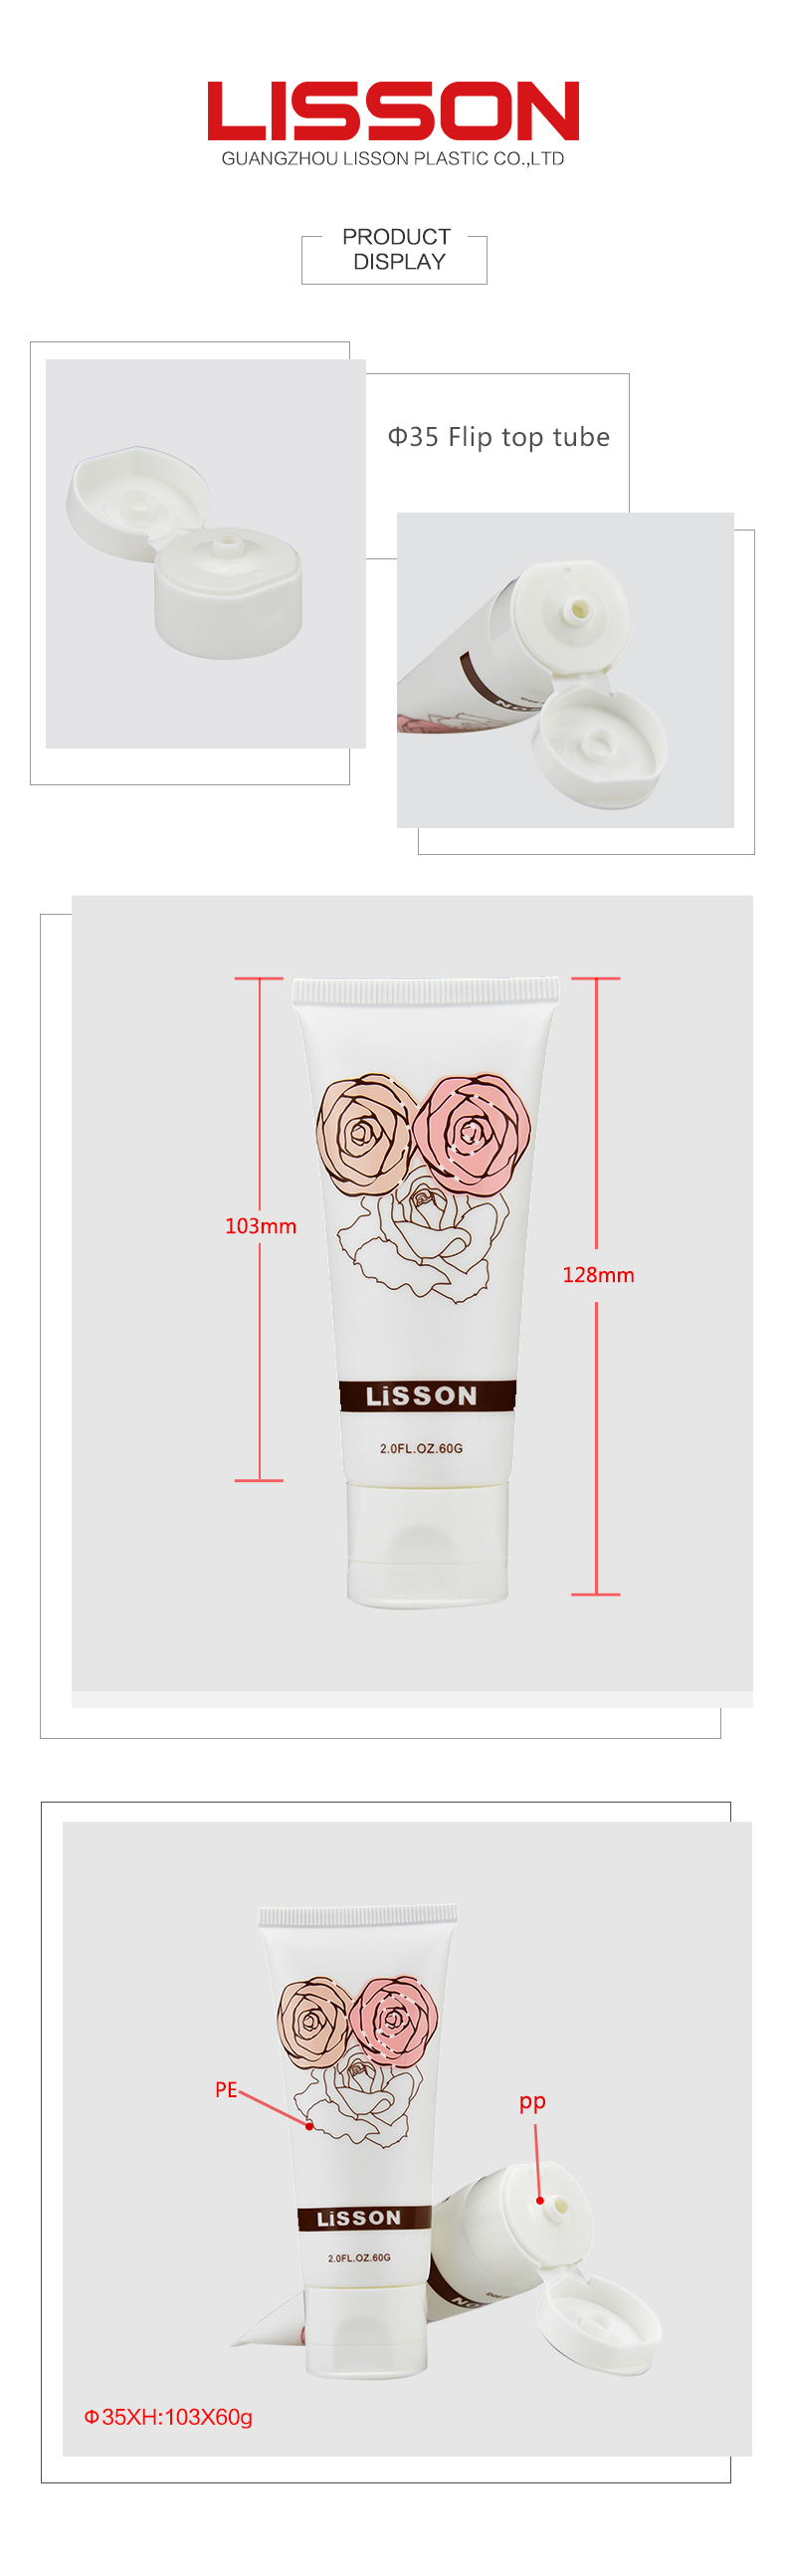 LISSON
GUANGZHOU LISSON PLASTIC CO.,LTD
PRODUCT
DISPLAY
Φ35 Flip top tube
103mm
128mm
LiSSON
2.0FL.OZ.60G
PE
pp
LiSSON
2.0FL.OZ.60G
Φ35XH:103X60g